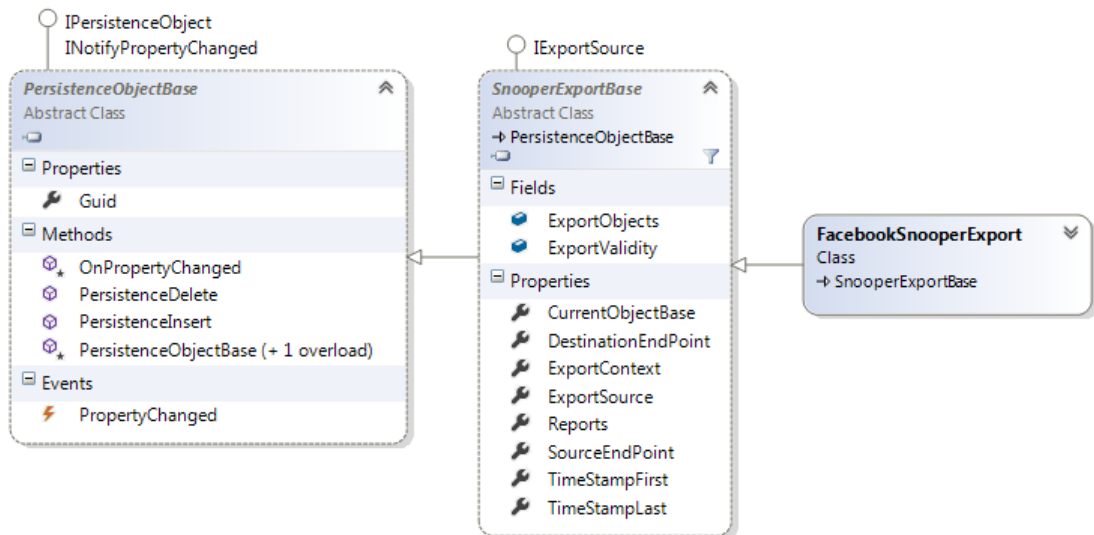 IPersistenceObject
INotifyPropertyChanged
PersistenceObjectBase
Abstract Class
Properties
Guid
Methods
OnPropertyChanged
PersistenceDelete
PersistenceInsert
PersistenceObjectBase (+ 1 overload)
Events
PropertyChanged
IExportSource
SnooperExportBase
Abstract Class
PersistenceObjectBase
Fields
ExportObjects
ExportValidity
Properties
CurrentObjectBase
DestinationEndPoint
ExportContext
ExportSource
Reports
SourceEndPoint
TimeStampFirst
TimeStampLast
FacebookSnooperExport
Class
SnooperExportBase